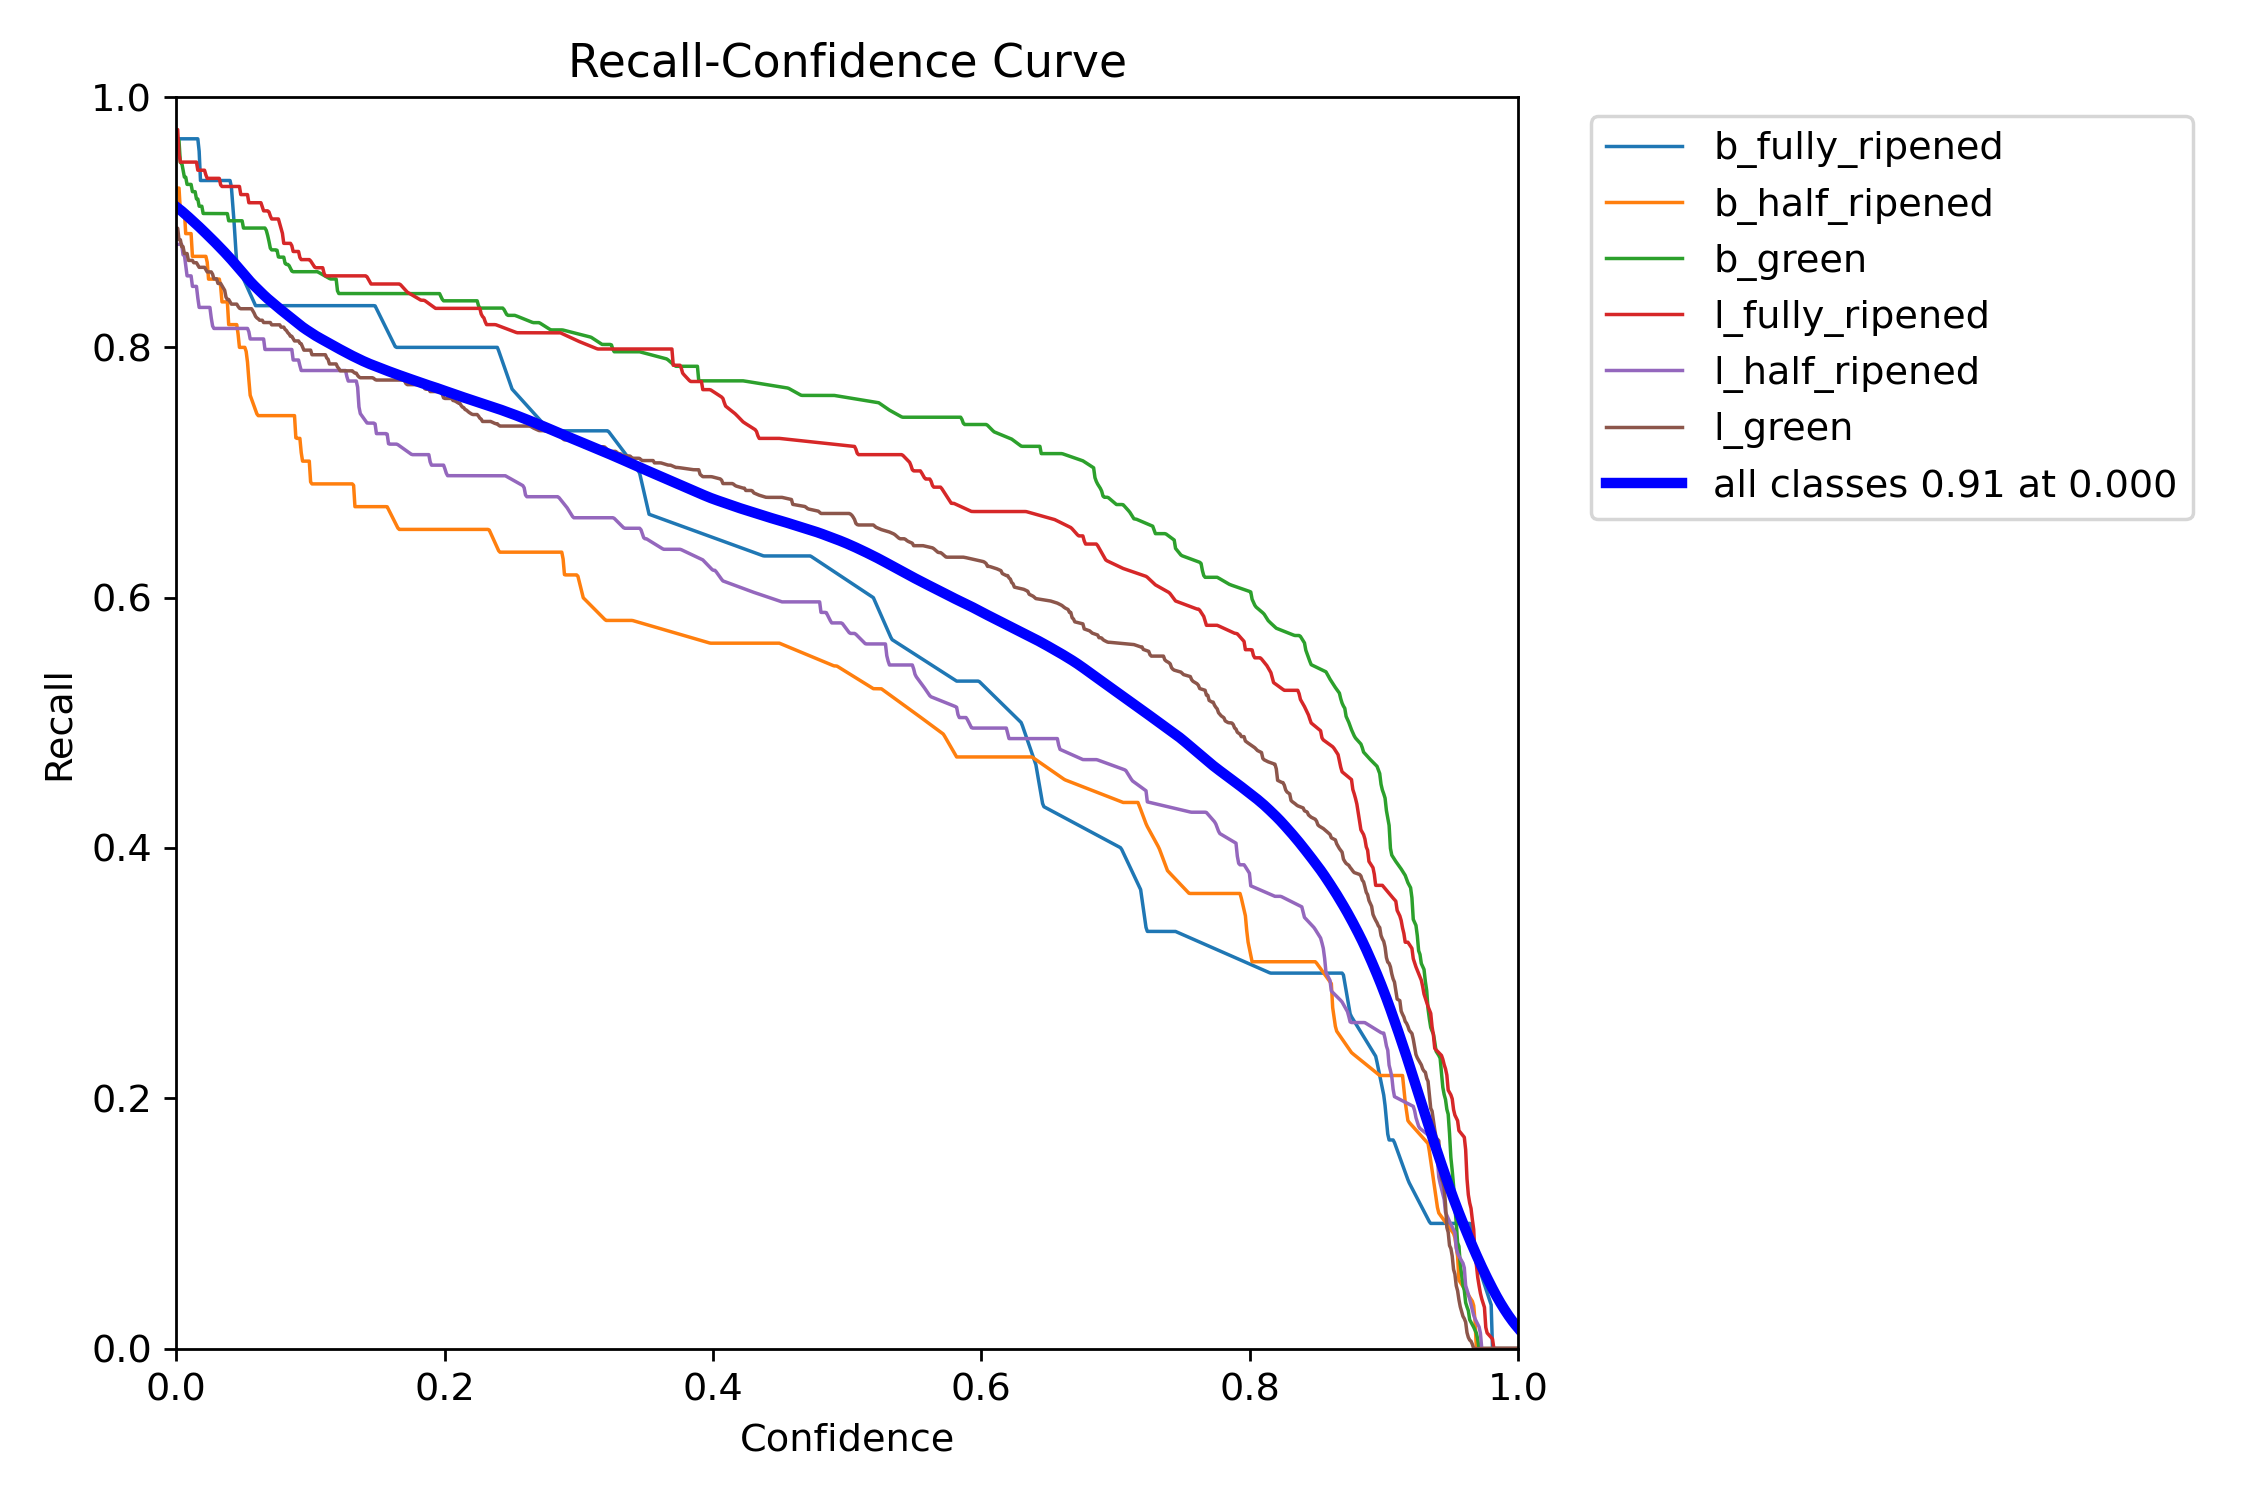 Recall-Confidence Curve
1.0
0.8
0.6
0.4
0.2
0.0
Recall
0.0 0.2 0.4 0.6 0.8 1.0
Confidence
b_fully_ripened
b_half_ripened
b_green
l_fully_ripened
l_half_ripened
l_green
all classes 0.91 at 0.000